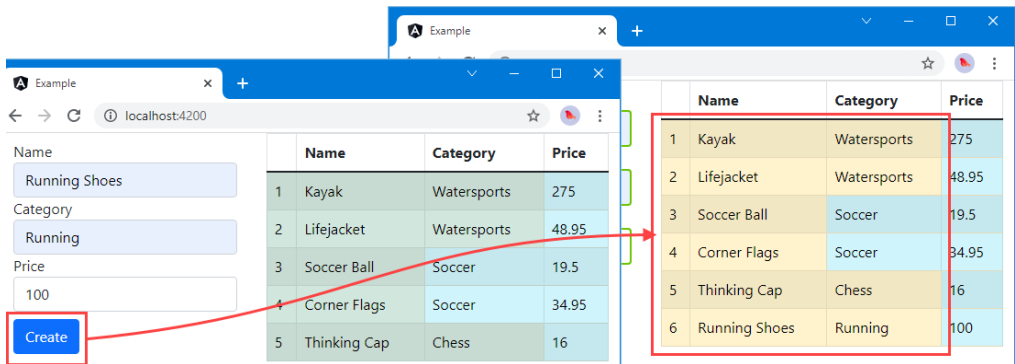 Example
Example
localhost:4200
Name
Running Shoes
Category
Running
Price
100
Create
Name Category Price
1 Kayak Watersports 275
2 Lifejacket Watersports 48.95
3 Soccer Ball Soccer 19.5
4 Corner Flags Soccer 34.95
5 Thinking Cap Chess 16
Name Category Price
1 Kayak Watersports 275
2 Lifejacket Watersports 48.95
3 Soccer Ball Soccer 19.5
4 Corner Flags Soccer 34.95
5 Thinking Cap Chess 16
6 Running Shoes Running 100